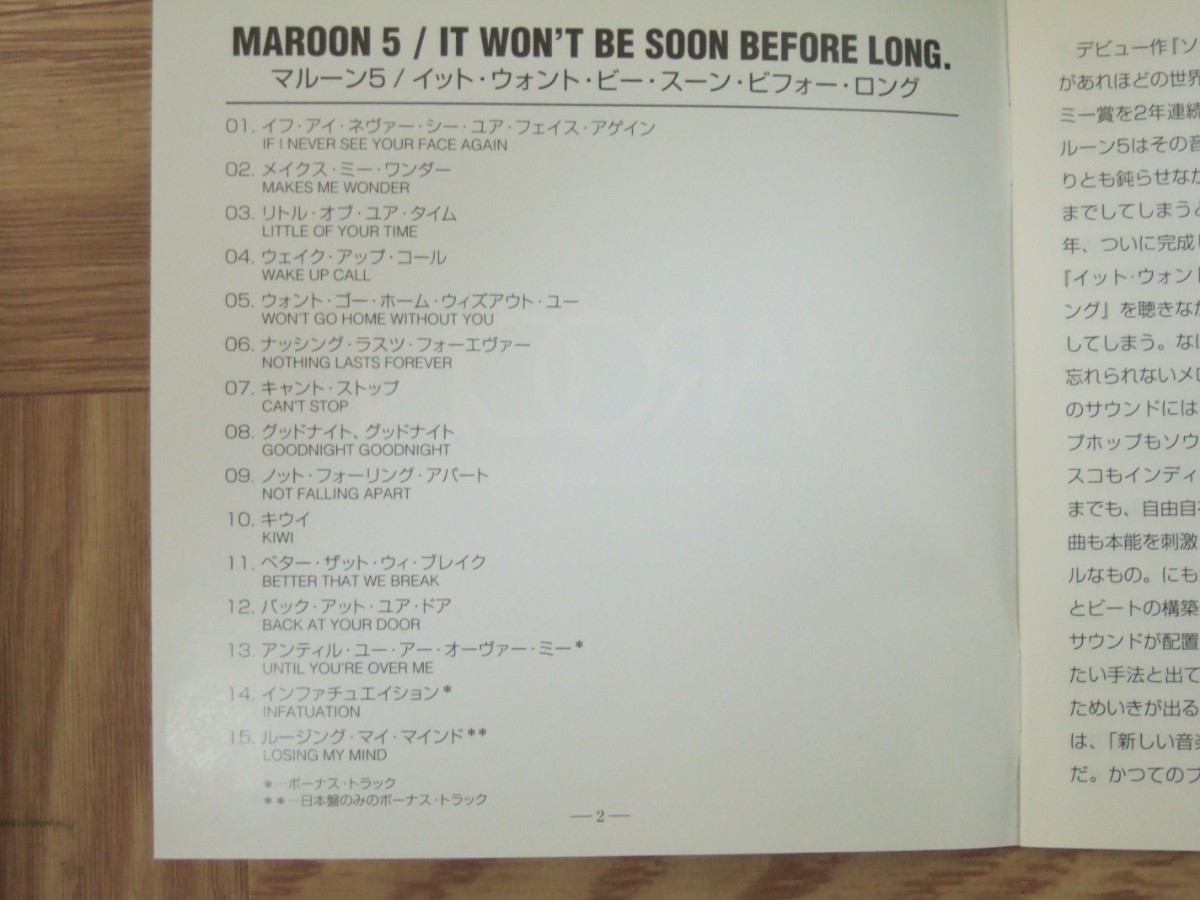 MAROON 5 / IT WON'T BE SOON BEFORE LONG.
マルーン5 / イット・ウォント・ビー・スーン・ビフォー・ロング
01. イフ・アイ・ネヴァー・シー・ユア・フェイス・アゲイン
IF I NEVER SEE YOUR FACE AGAIN
02. メイクス・ミー・ワンダー
MAKES ME WONDER
03. リトル・オブ・ユア・タイム
LITTLE OF YOUR TIME
04. ウェイク・アップ・コール
WAKE UP CALL
05. ウォント・ゴー・ホーム・ウィズアウト・ユー
WON'T GO HOME WITHOUT YOU
06. ナッシング・ラスツ・フォーエヴァー
NOTHING LASTS FOREVER
07. キャント・ストップ
CAN'T STOP
08. グッドナイト、グッドナイト
GOODNIGHT GOODNIGHT
09. ノット・フォーリング・アパート
NOT FALLING APART
10. キウイ
KIWI
11. ベター・ザット・ウィ・ブレイク
BETTER THAT WE BREAK
12. バック・アット・ユア・ドア
BACK AT YOUR DOOR
13. アンティル・ユー・アー・オーヴァー・ミー*
UNTIL YOU'RE OVER ME
14. インファチュエイション*
INFATUATION
15. ルージング・マイ・マインド**
LOSING MY MIND
*…ボーナス・トラック
**…日本盤のみのボーナス・トラック
—2—
デビュー作『ソ
があれほどの世界
ミー賞を2年連続
ルーン5はその音
りとも鈍らせなか
までしてしまうと
年、ついに完成し
『イット・ウォント
ング』を聴きなが
してしまう。なに
忘れられないメロ
のサウンドには
プホップもソウ
スコもインディ
までも、自由自在
曲も本能を刺激
ルなもの。にも
とビートの構築
サウンドが配置
たい手法と出て
ためいきが出る
は、「新しい音楽
だ。かつてのプ